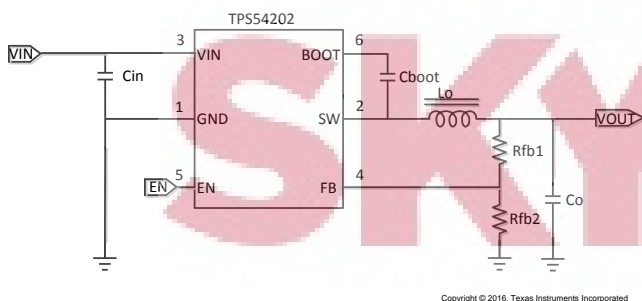 TPS54202
VIN
3
VIN
BOOT
6
Cin
Cboot
Lo
1
GND
SW
2
VOUT
Rfb1
EN
5
EN
FB
4
Rfb2
Co
SKY
Copyright © 2016, Texas Instruments Incorporated